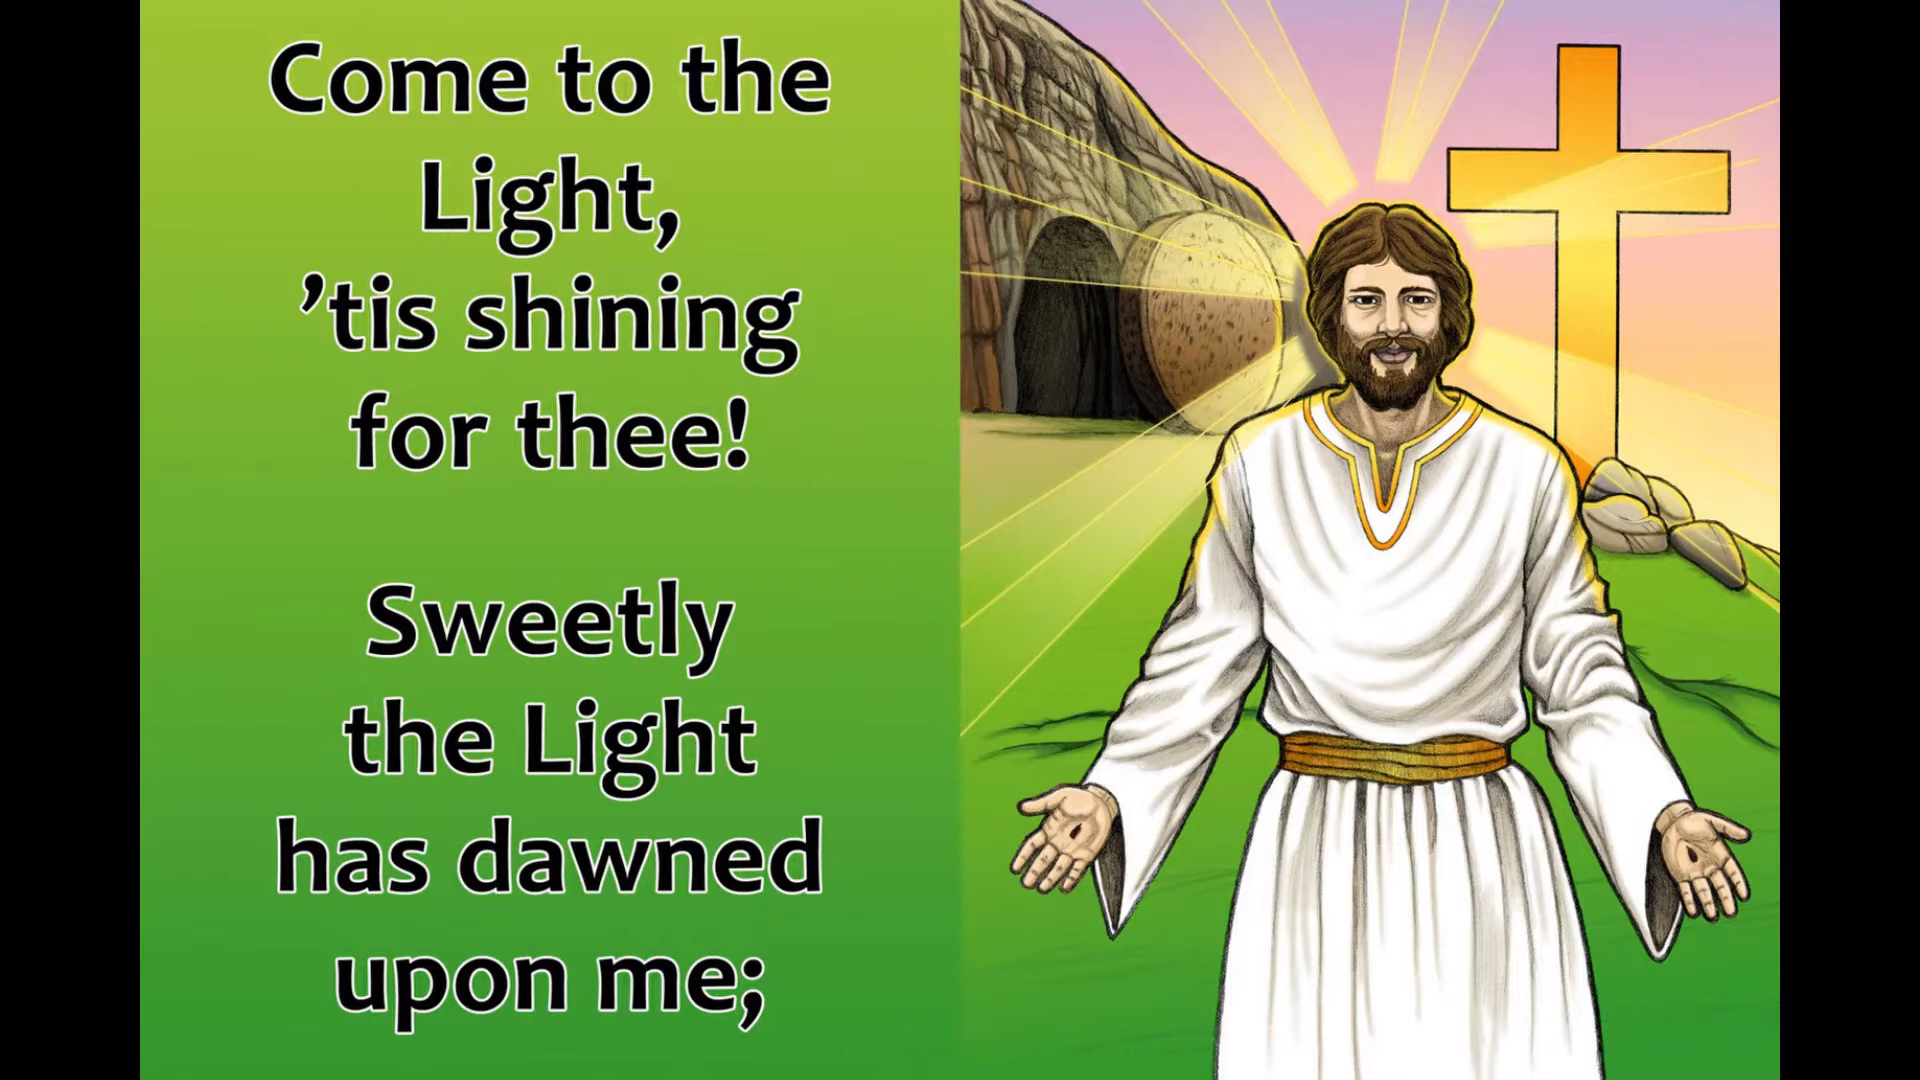 Come to the
Light,
’tis shining
for thee!
Sweetly
the Light
has dawned
upon me;